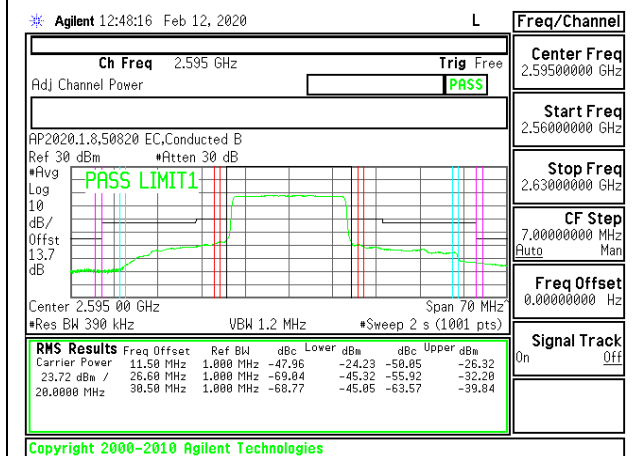 Agilent 12:48:16 Feb 12, 2020 L
Freq/Channel
Ch Freq 2.595 GHz Trig Free
Adj Channel Power PASS
AP2020.1.8,50820 EC,Conducted B
Ref 30 dBm #Atten 30 dB
#Avg
Log
10
dB/
Offst
13.7
dB
PASS LIMIT1
Center 2.595 00 GHz Span 70 MHz^
#Res BW 390 kHz VBW 1.2 MHz #Sweep 2 s (1001 pts)
RMS Results Freq Offset Ref BW dBc Lower dBm dBc Upper dBm
Carrier Power 11.50 MHz 1.000 MHz -47.96 -24.23 -50.05 -26.32
23.72 dBm / 26.60 MHz 1.000 MHz -69.04 -45.32 -55.92 -32.20
20.0000 MHz 30.50 MHz 1.000 MHz -68.77 -45.05 -63.57 -39.84
Center Freq
2.59500000 GHz
Start Freq
2.56000000 GHz
Stop Freq
2.63000000 GHz
CF Step
7.00000000 MHz
Auto Man
Freq Offset
0.00000000 Hz
Signal Track
On Off
Copyright 2000-2010 Agilent Technologies